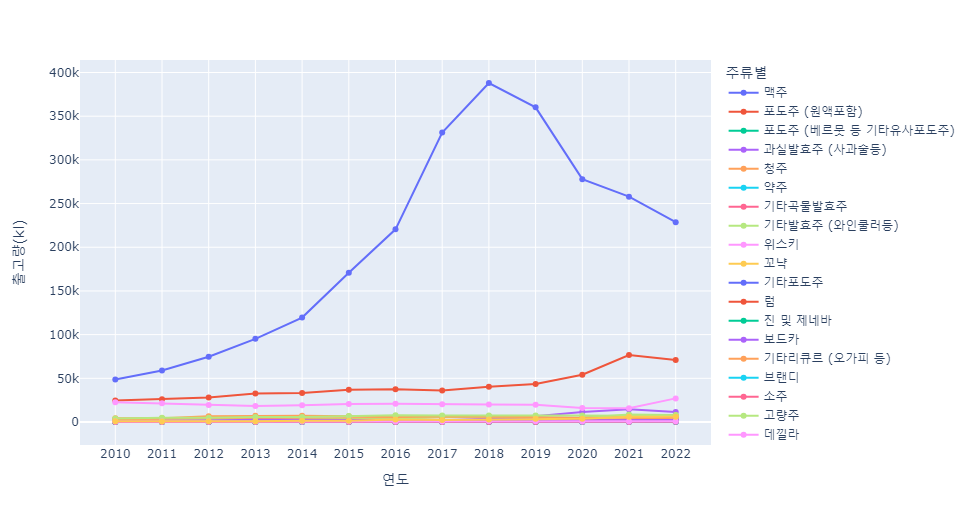 400k
350k
300k
250k
200k
150k
100k
50k
0
출고량(kl)
2010 2011 2012 2013 2014 2015 2016 2017 2018 2019 2020 2021 2022
연도
주류별
맥주
포도주 (원액포함)
포도주 (베르뭇 등 기타유사포도주)
과실발효주 (사과술등)
청주
약주
기타곡물발효주
기타발효주 (와인쿨러등)
위스키
꼬냑
기타포도주
럼
진 및 제네바
보드카
기타리큐르 (오가피 등)
브랜디
소주
고량주
데낄라